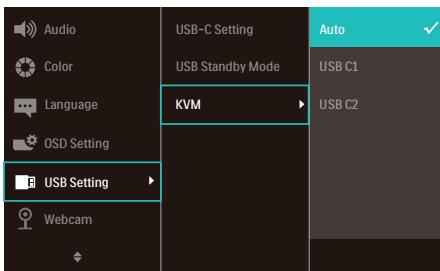 Audio
Color
Language
OSD Setting
USB Setting
Webcam
USB-C Setting
USB Standby Mode
KVM
Auto
USB C1
USB C2